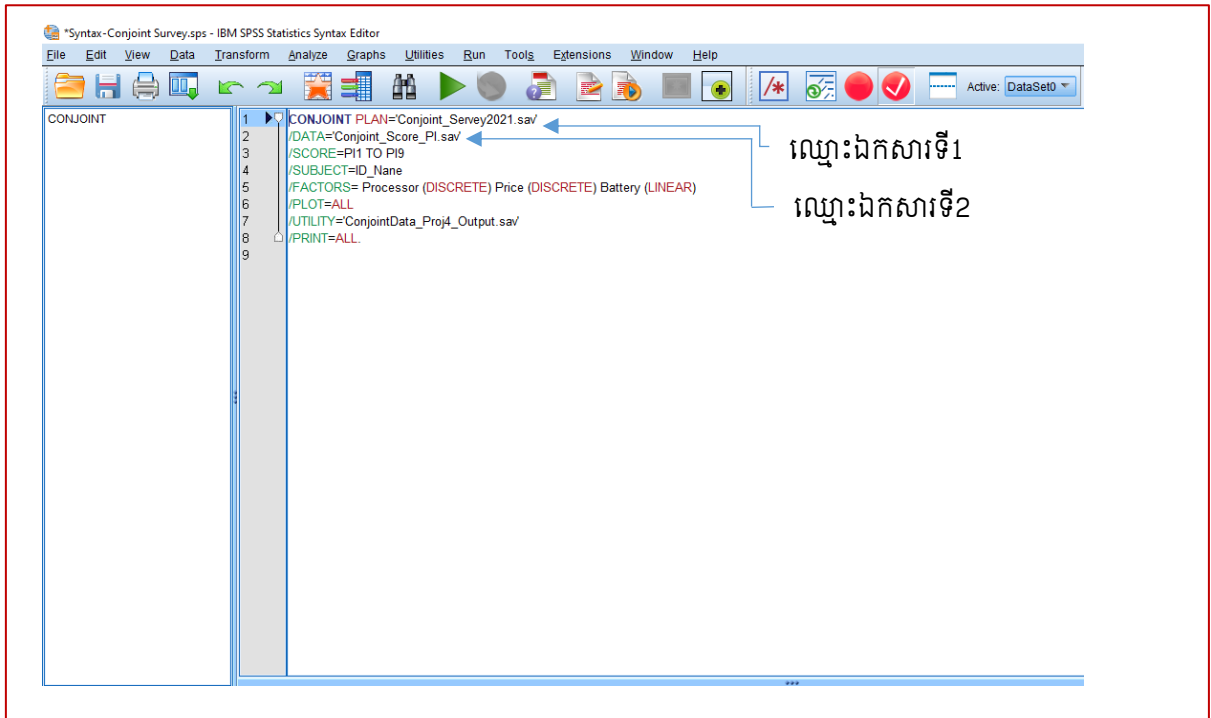 *Syntax-Conjoint Survey.sps - IBM SPSS Statistics Syntax Editor
File Edit View Data Transform Analyze Graphs Utilities Run Tools Extensions Window Help
Active: DataSet0
CONJOINT
1 CONJOINT PLAN='Conjoint_Servey2021.sav'
2 /DATA='Conjoint_Score_PI.sav'
3 /SCORE=PI1 TO PI9
4 /SUBJECT=ID_Nane
5 /FACTORS= Processor (DISCRETE) Price (DISCRETE) Battery (LINEAR)
6 /PLOT=ALL
7 /UTILITY='ConjointData_Proj4_Output.sav'
8 /PRINT=ALL.
9
ឈ្មោះឯកសារទី1
ឈ្មោះឯកសារទី2